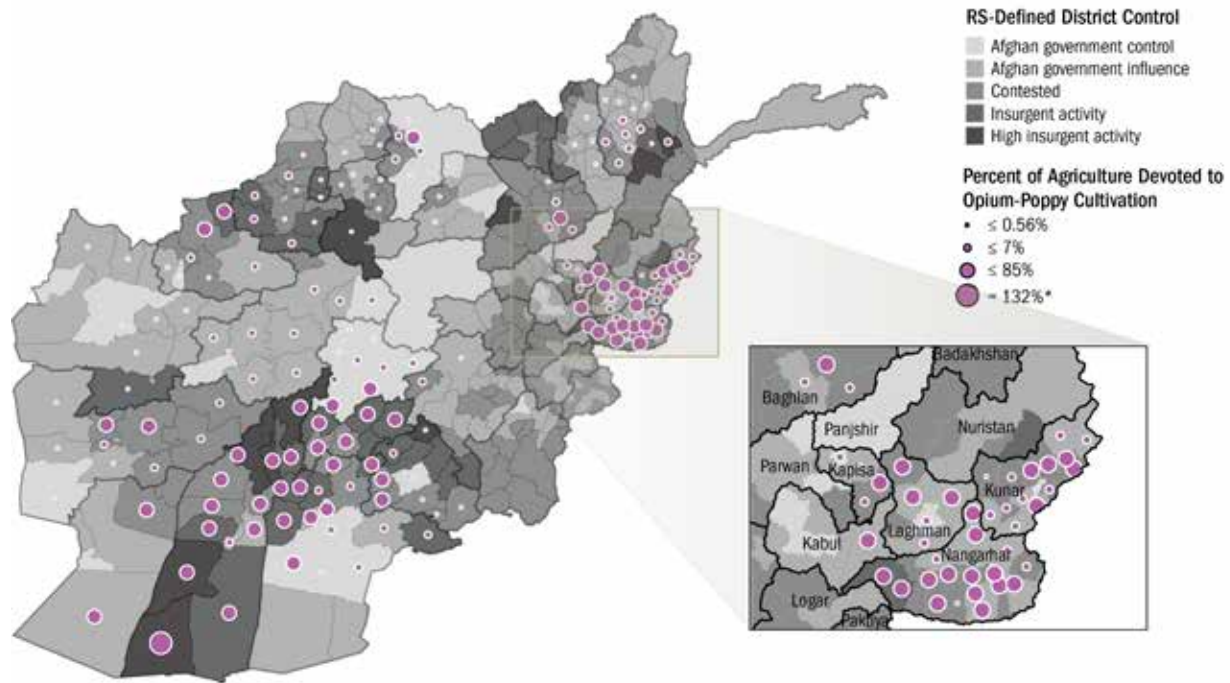 RS-Defined District Control
Afghan government control
Afghan government influence
Contested
Insurgent activity
High insurgent activity
Percent of Agriculture Devoted to
Opium-Poppy Cultivation
≤ 0.56%
≤ 7%
≤ 85%
= 132%*
Badakhshan
Baghlan
Panjshir
Nuristan
Parwan
Kapisa
Kunar
Laghman
Kabul
Nangarhar
Logar
Paktiya